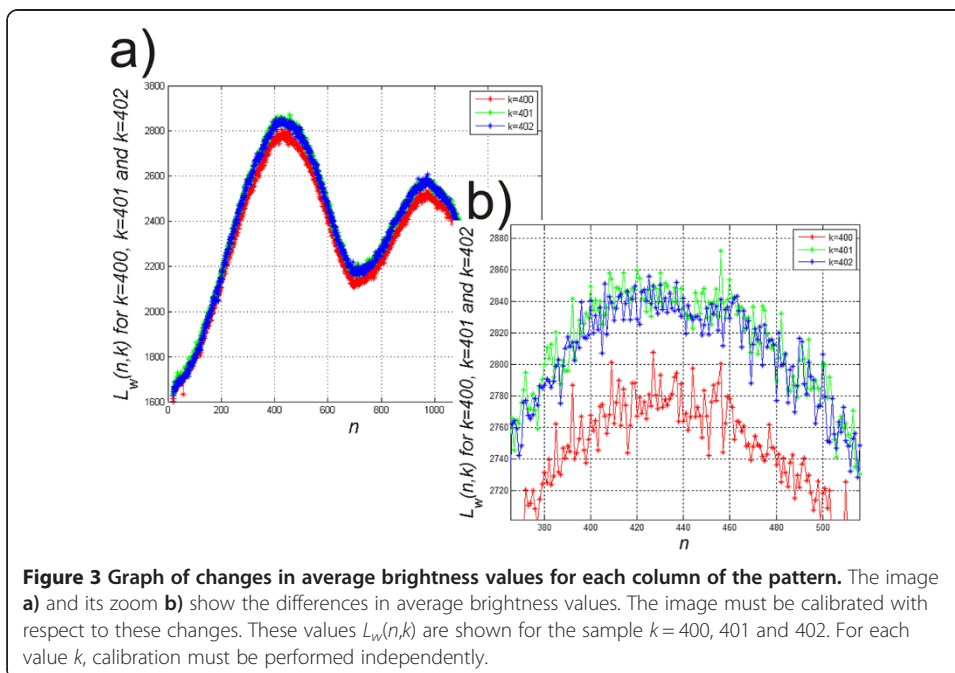 a)
L_w(n,k) for k=400, k=401 and k=402
3800
2800
2600
2400
2200
2000
1800
1600
0 200 400 600 800 1000
n
k=400
k=401
k=402
b)
L_w(n,k) for k=400, k=401 and k=402
2880
2860
2840
2820
2800
2780
2760
2740
2720
380 400 420 440 460 480 500
n
k=400
k=401
k=402
Figure 3 Graph of changes in average brightness values for each column of the pattern. The image
a) and its zoom b) show the differences in average brightness values. The image must be calibrated with
respect to these changes. These values L_w(n,k) are shown for the sample k = 400, 401 and 402. For each
value k, calibration must be performed independently.